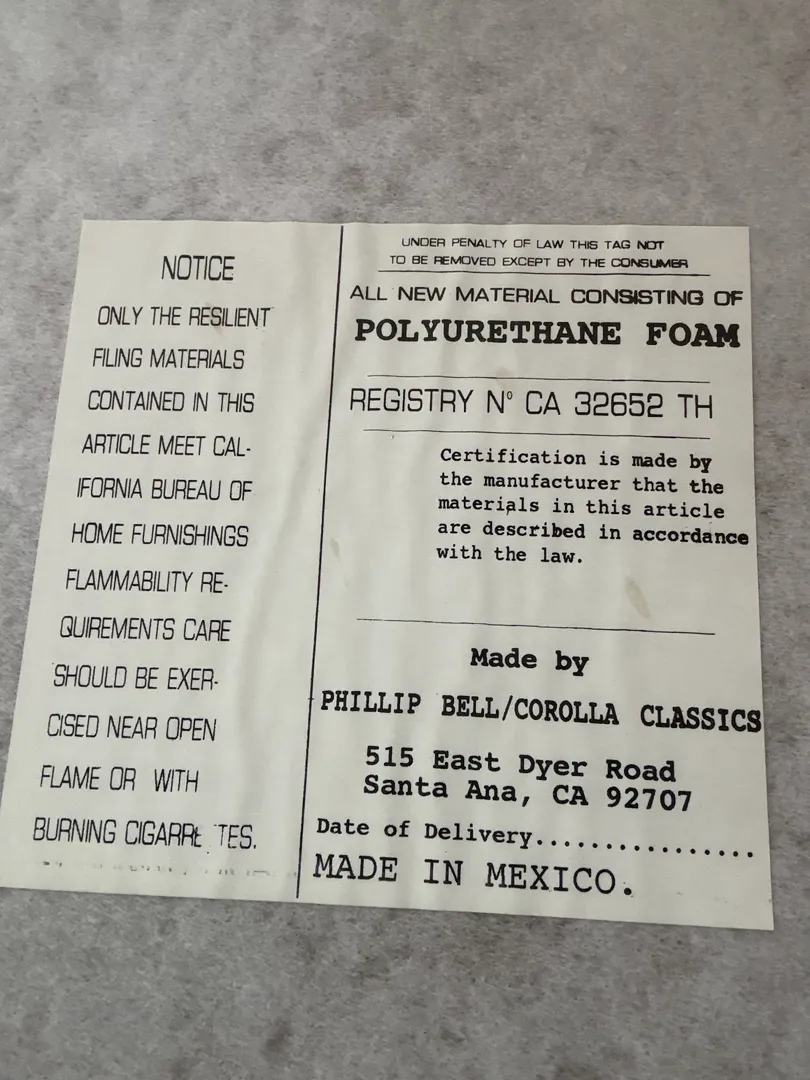 NOTICE
ONLY THE RESILIENT
FILING MATERIALS
CONTAINED IN THIS
ARTICLE MEET CAL-
IFORNIA BUREAU OF
HOME FURNISHINGS
FLAMMABILITY RE-
QUIREMENTS CARE
SHOULD BE EXER-
CISED NEAR OPEN
FLAME OR WITH
BURNING CIGARRE TES.
UNDER PENALTY OF LAW THIS TAG NOT
TO BE REMOVED EXCEPT BY THE CONSUMER
ALL NEW MATERIAL CONSISTING OF
POLYURETHANE FOAM
REGISTRY Nº CA 32652 TH
Certification is made by
the manufacturer that the
materials in this article
are described in accordance
with the law.
Made by
PHILLIP BELL/COROLLA CLASSICS
515 East Dyer Road
Santa Ana, CA 92707
Date of Delivery................
MADE IN MEXICO.